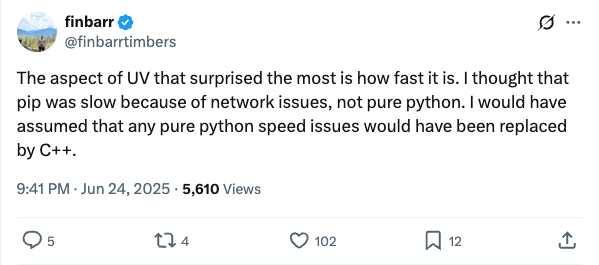 finbarr
@finbarrtimbers
The aspect of UV that surprised the most is how fast it is. I thought that
pip was slow because of network issues, not pure python. I would have
assumed that any pure python speed issues would have been replaced
by C++.
9:41 PM · Jun 24, 2025 · 5,610 Views
5 4 102 12